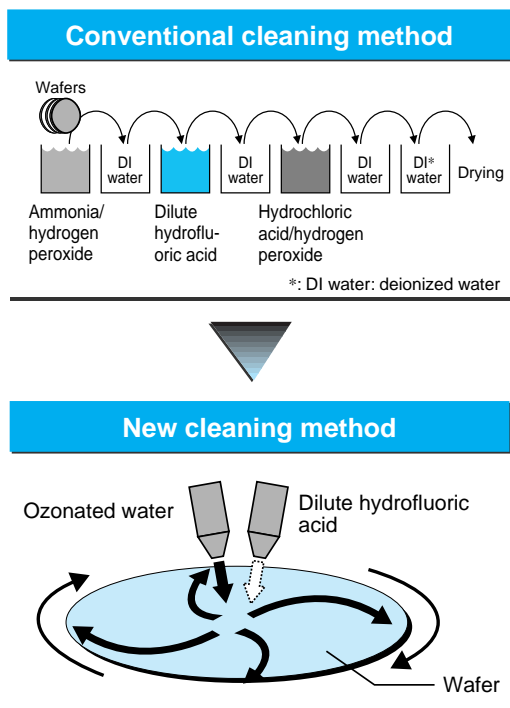 Conventional cleaning method
Wafers
DI
water
DI
water
DI
water
DI*
water
Drying
Ammonia/
hydrogen
peroxide
Dilute
hydroflu-
oric acid
Hydrochloric
acid/hydrogen
peroxide
*: DI water: deionized water
New cleaning method
Ozonated water
Dilute hydrofluoric
acid
Wafer